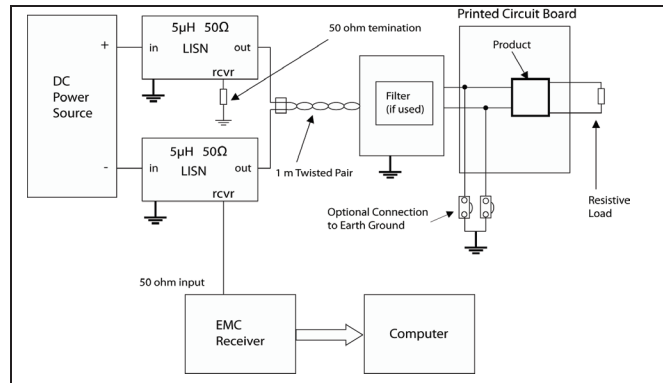 Printed Circuit Board
5µH 50Ω
in
out
LISN
rcvr
50 ohm temination
Product
+
DC
Power
Source
Filter
(if used)
5µH 50Ω
-
in
out
LISN
rcvr
1 m Twisted Pair
Optional Connection
to Earth Ground
Resistive
Load
50 ohm input
EMC
Receiver
Computer